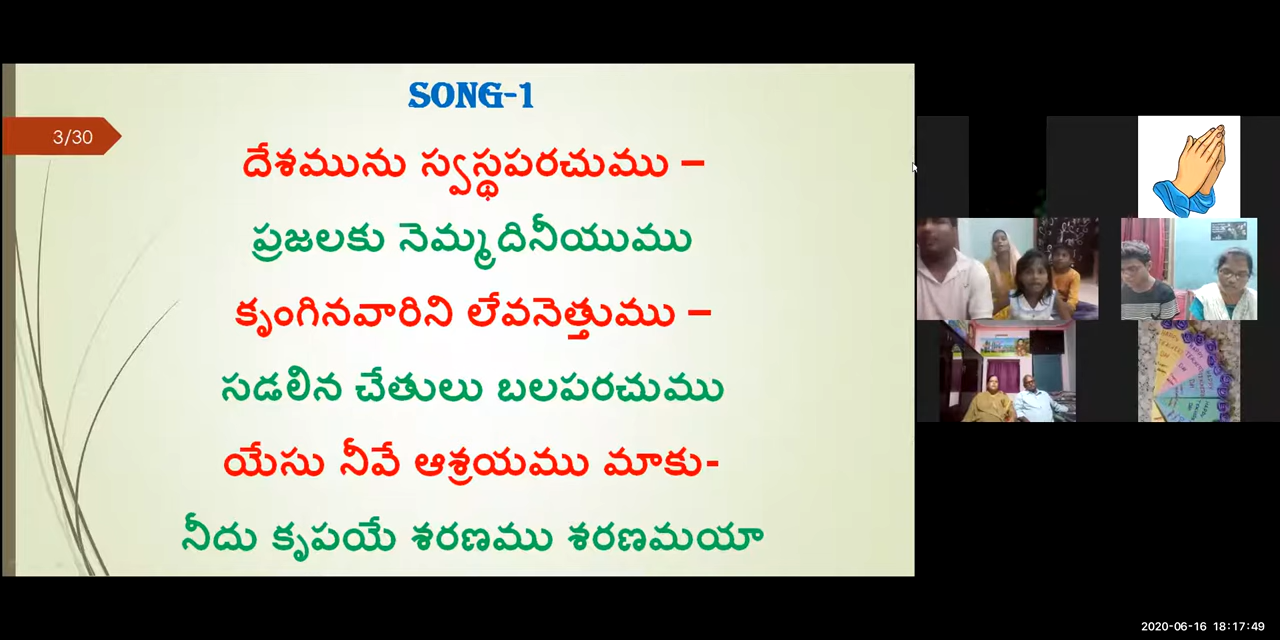 SONG-1
3/30
దేశమును స్వస్థపరచుము –
ప్రజలకు నెమ్మదినీయుము
కృంగినవారిని లేవనెత్తుము –
సడలిన చేతులు బలపరచుము
యేసు నీవే ఆశ్రయము మాకు-
నీదు కృపయే శరణము శరణమయా
2020-06-16 18:17:49